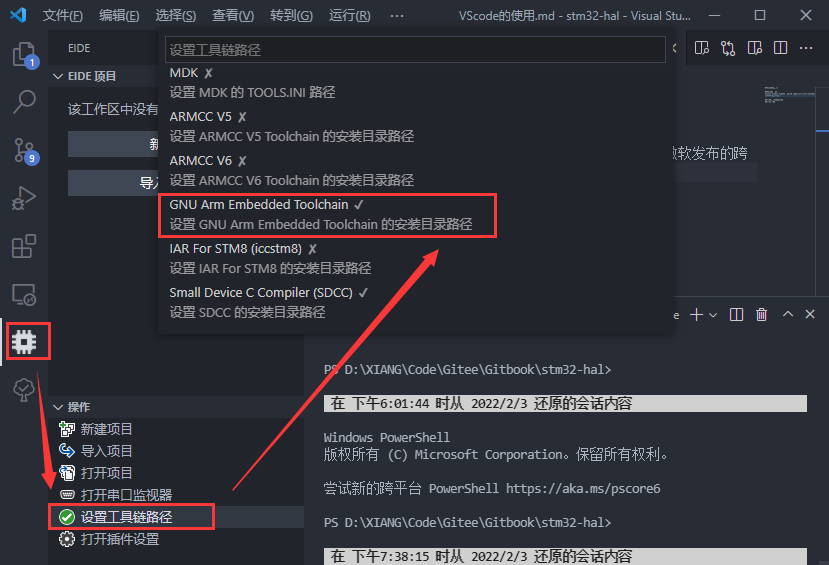 文件(F) 编辑(E) 选择(S) 查看(V) 转到(G) 运行(R) ··· VScode的使用.md - stm32-hal - Visual Stu...
EIDE
EIDE 项目
该工作区中没有
新
导入
设置工具链路径
MDK ✗
设置 MDK 的 TOOLS.INI 路径
ARMCC V5 ✗
设置 ARMCC V5 Toolchain 的安装目录路径
ARMCC V6 ✗
设置 ARMCC V6 Toolchain 的安装目录路径
GNU Arm Embedded Toolchain ✓
设置 GNU Arm Embedded Toolchain 的安装目录路径
IAR For STM8 (iccstm8) ✗
设置 IAR For STM8 的安装目录路径
Small Device C Compiler (SDCC) ✓
设置 SDCC 的安装目录路径
软发布的跨
1
9
操作
新建项目
导入项目
打开项目
打开串口监视器
设置工具链路径
打开插件设置
e
PS D:\XIANG\Code\Gitee\Gitbook\stm32-hal>
在 下午6:01:44 时从 2022/2/3 还原的会话内容
Windows PowerShell
版权所有 (C) Microsoft Corporation。保留所有权利。
尝试新的跨平台 PowerShell https://aka.ms/pscore6
PS D:\XIANG\Code\Gitee\Gitbook\stm32-hal>
在 下午7:38:15 时从 2022/2/3 还原的会话内容